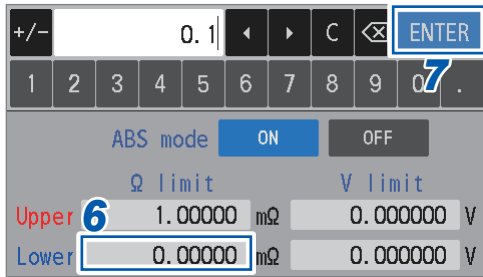 +/- 0.1 C ENTER
7
1 2 3 4 5 6 7 8 9 0 .
ABS mode ON OFF
Ω limit V limit
Upper 6 1.00000 mΩ 0.000000 V
Lower 0.00000 mΩ 0.000000 V